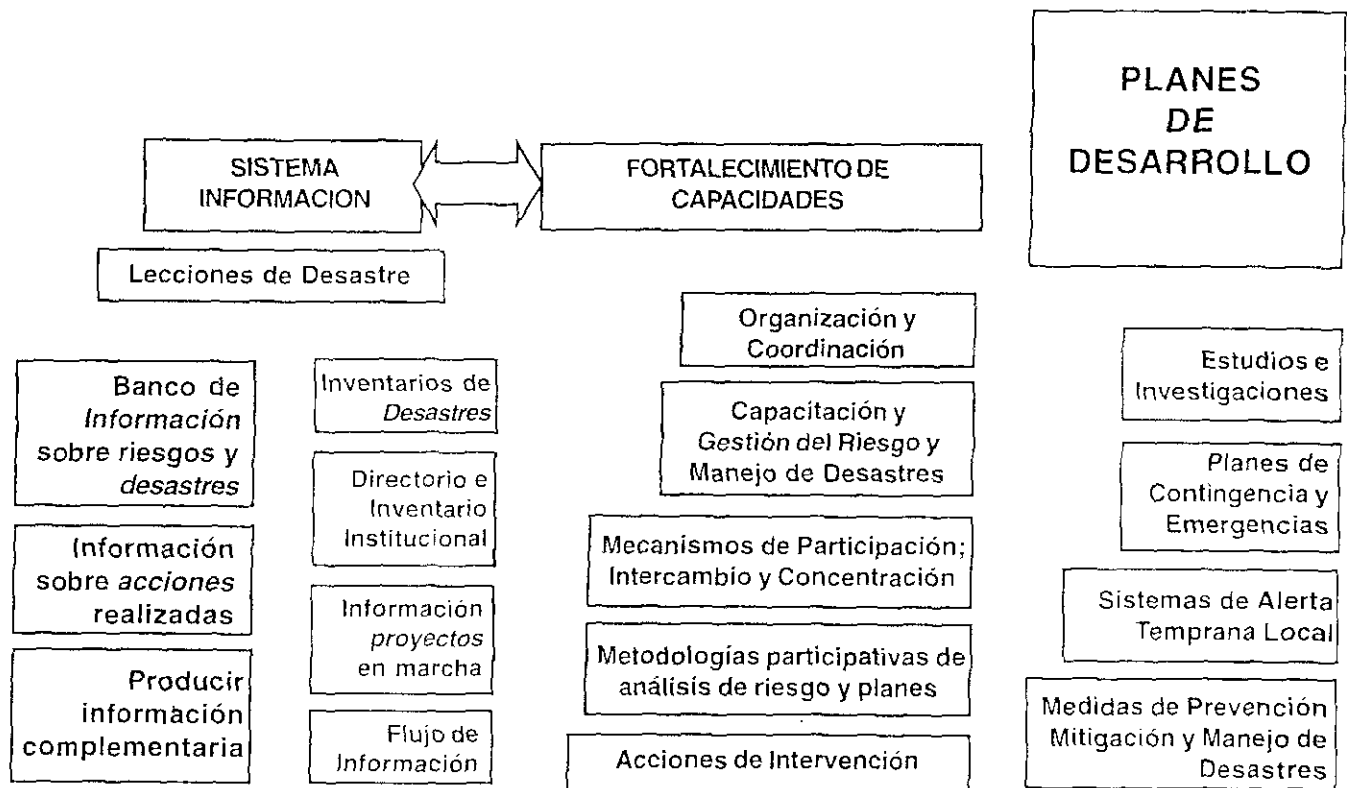 PLANES
DE
DESARROLLO
SISTEMA
INFORMACION
FORTALECIMIENTO DE
CAPACIDADES
Lecciones de Desastre
Banco de
Información
sobre riesgos y
desastres
Información
sobre acciones
realizadas
Producir
información
complementaria
Inventarios de
Desastres
Directorio e
Inventario
Institucional
Información
proyectos
en marcha
Flujo de
Información
Organización y
Coordinación
Capacitación y
Gestión del Riesgo y
Manejo de Desastres
Mecanismos de Participación;
Intercambio y Concentración
Metodologías participativas de
análisis de riesgo y planes
Acciones de Intervención
Estudios e
Investigaciones
Planes de
Contingencia y
Emergencias
Sistemas de Alerta
Temprana Local
Medidas de Prevención
Mitigación y Manejo de
Desastres